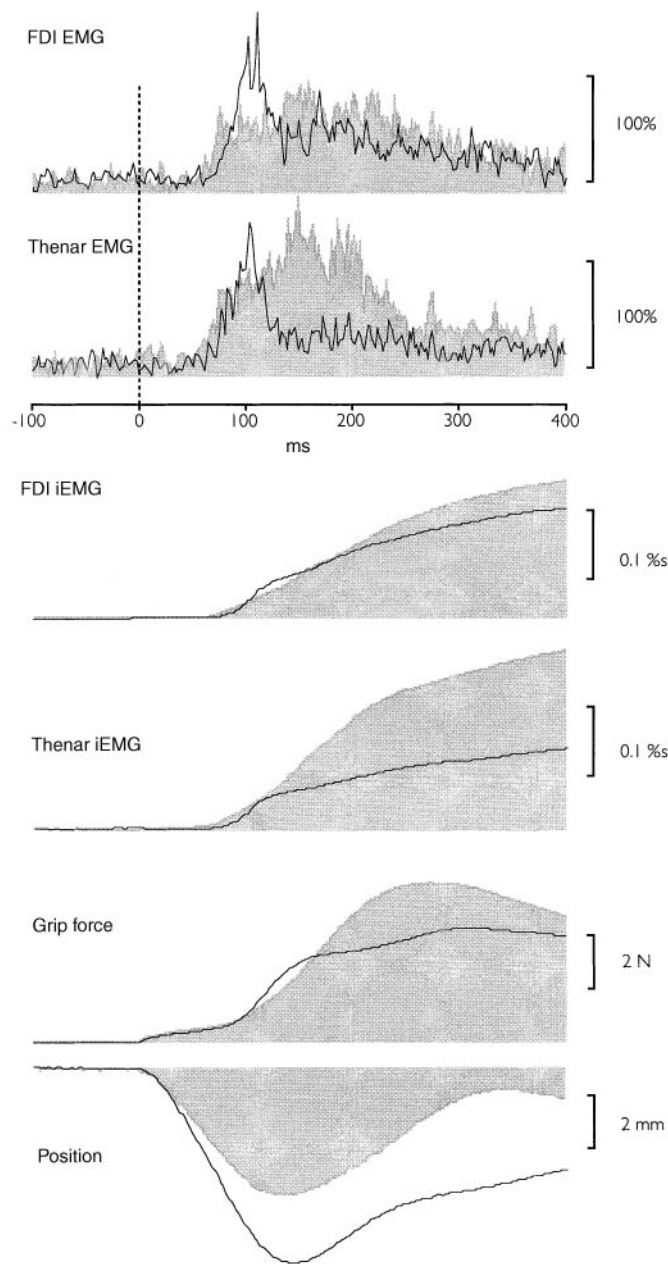 FDI EMG
100%
Thenar EMG
100%
-100 0 100 200 300 400
ms
FDI iEMG
0.1 %s
Thenar iEMG
0.1 %s
Grip force
2 N
Position
2 mm